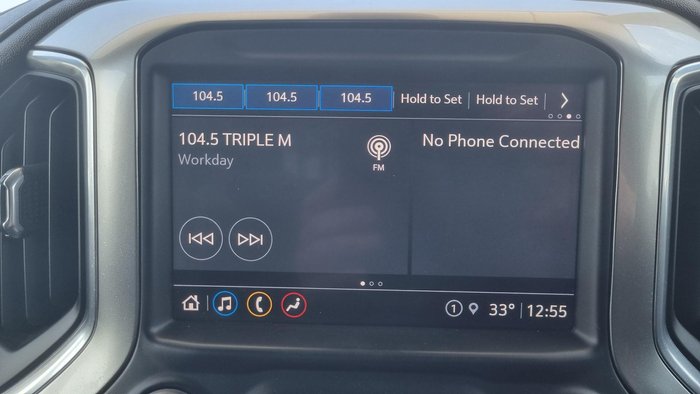 104.5 104.5 104.5 Hold to Set Hold to Set
104.5 TRIPLE M
Workday
FM
No Phone Connected
1 33° 12:55